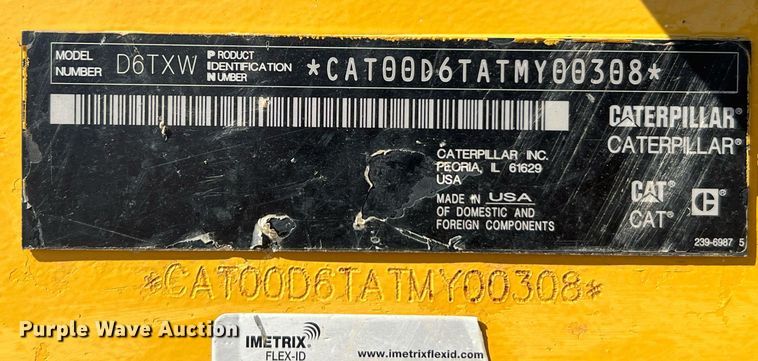 MODEL NUMBER D6TXW PRODUCT IDENTIFICATION NUMBER *CAT00D6TATMY00308*
CATERPILLAR®
CATERPILLAR®
CATERPILLAR INC.
PEORIA, IL 61629
USA
MADE IN USA
OF DOMESTIC AND
FOREIGN COMPONENTS
CAT®
CAT®
C®
239-6987 5
*CAT00D6TATMY00308*
Purple Wave Auction
IMETRIX
FLEX-ID
www.imetrixflexid.com